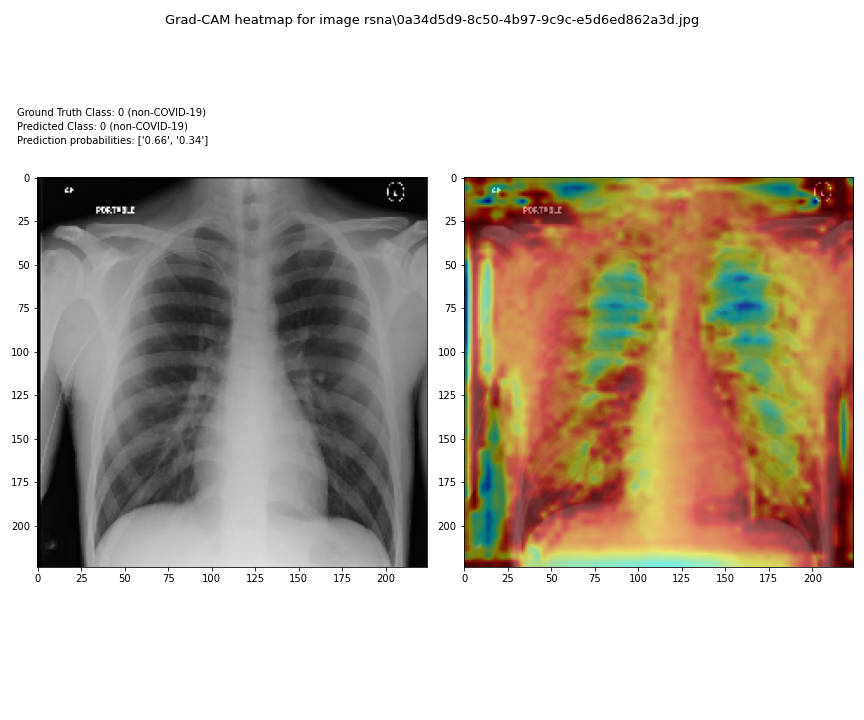 Grad-CAM heatmap for image rsna\0a34d5d9-8c50-4b97-9c9c-e5d6ed862a3d.jpg
Ground Truth Class: 0 (non-COVID-19)
Predicted Class: 0 (non-COVID-19)
Prediction probabilities: ['0.66', '0.34']
0
25
50
75
100
125
150
175
200
0 25 50 75 100 125 150 175 200
PORTABLE
L
0
25
50
75
100
125
150
175
200
0 25 50 75 100 125 150 175 200
PORTABLE
L